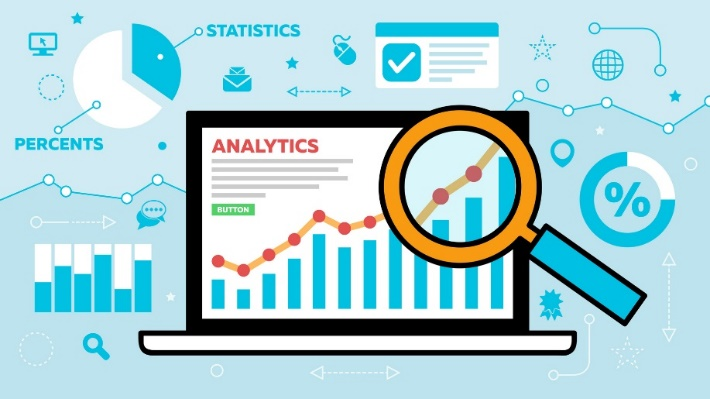 STATISTICS
PERCENTS
ANALYTICS
BUTTON
%